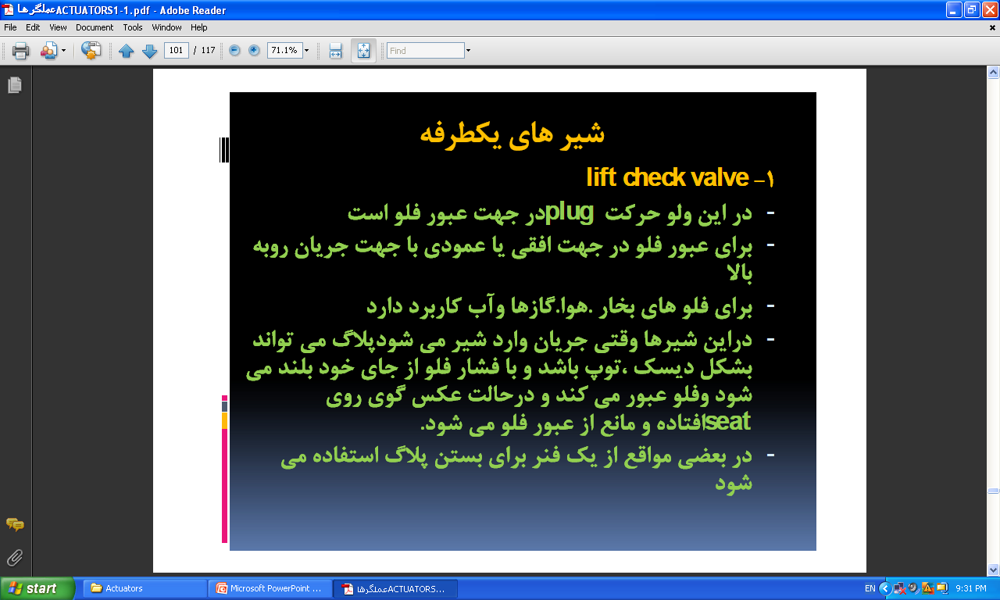 عملگرهاACTUATORS1-1.pdf - Adobe Reader
File Edit View Document Tools Window Help
101 / 117 71.1% Find
شیر های یکطرفه
۱- lift check valve
- در این ولو حرکت plugدر جهت عبور فلو است
- برای عبور فلو در جهت افقی یا عمودی با جهت جریان روبه
بالا
- برای فلو های بخار .هوا.گازها وآب کاربرد دارد
- دراین شیرها وقتی جریان وارد شیر می شودپلاگ می تواند
بشکل دیسک ،توپ باشد و با فشار فلو از جای خود بلند می
شود وفلو عبور می کند و درحالت عکس گوی روی
seatافتاده و مانع از عبور فلو می شود.
- در بعضی مواقع از یک فنر برای بستن پلاگ استفاده می
شود
start Actuators Microsoft PowerPoint ... عملگرهاACTUATORS... EN 9:31 PM